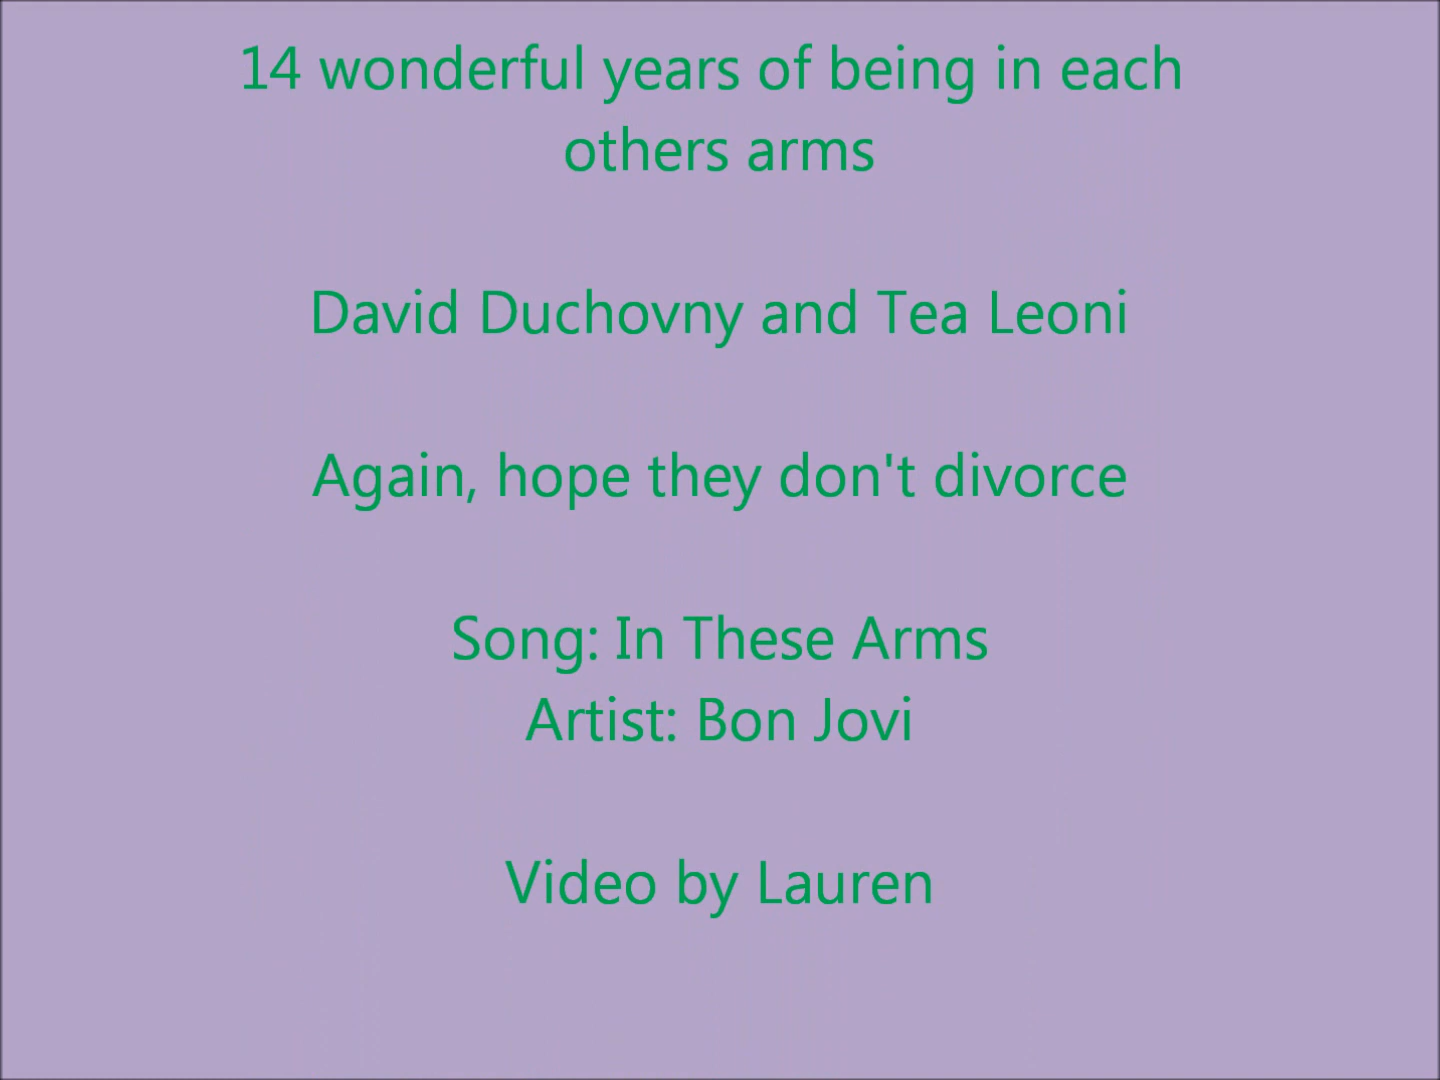 14 wonderful years of being in each
others arms
David Duchovny and Tea Leoni
Again, hope they don't divorce
Song: In These Arms
Artist: Bon Jovi
Video by Lauren